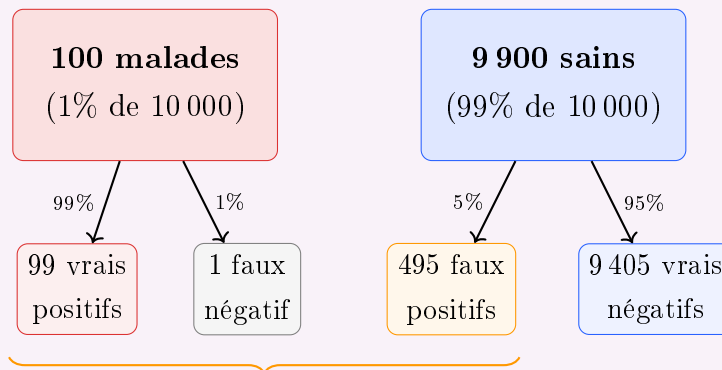 100 malades
(1% de 10 000)
9 900 sains
(99% de 10 000)
99%
1%
5%
95%
99 vrais
positifs
1 faux
négatif
495 faux
positifs
9 405 vrais
négatifs